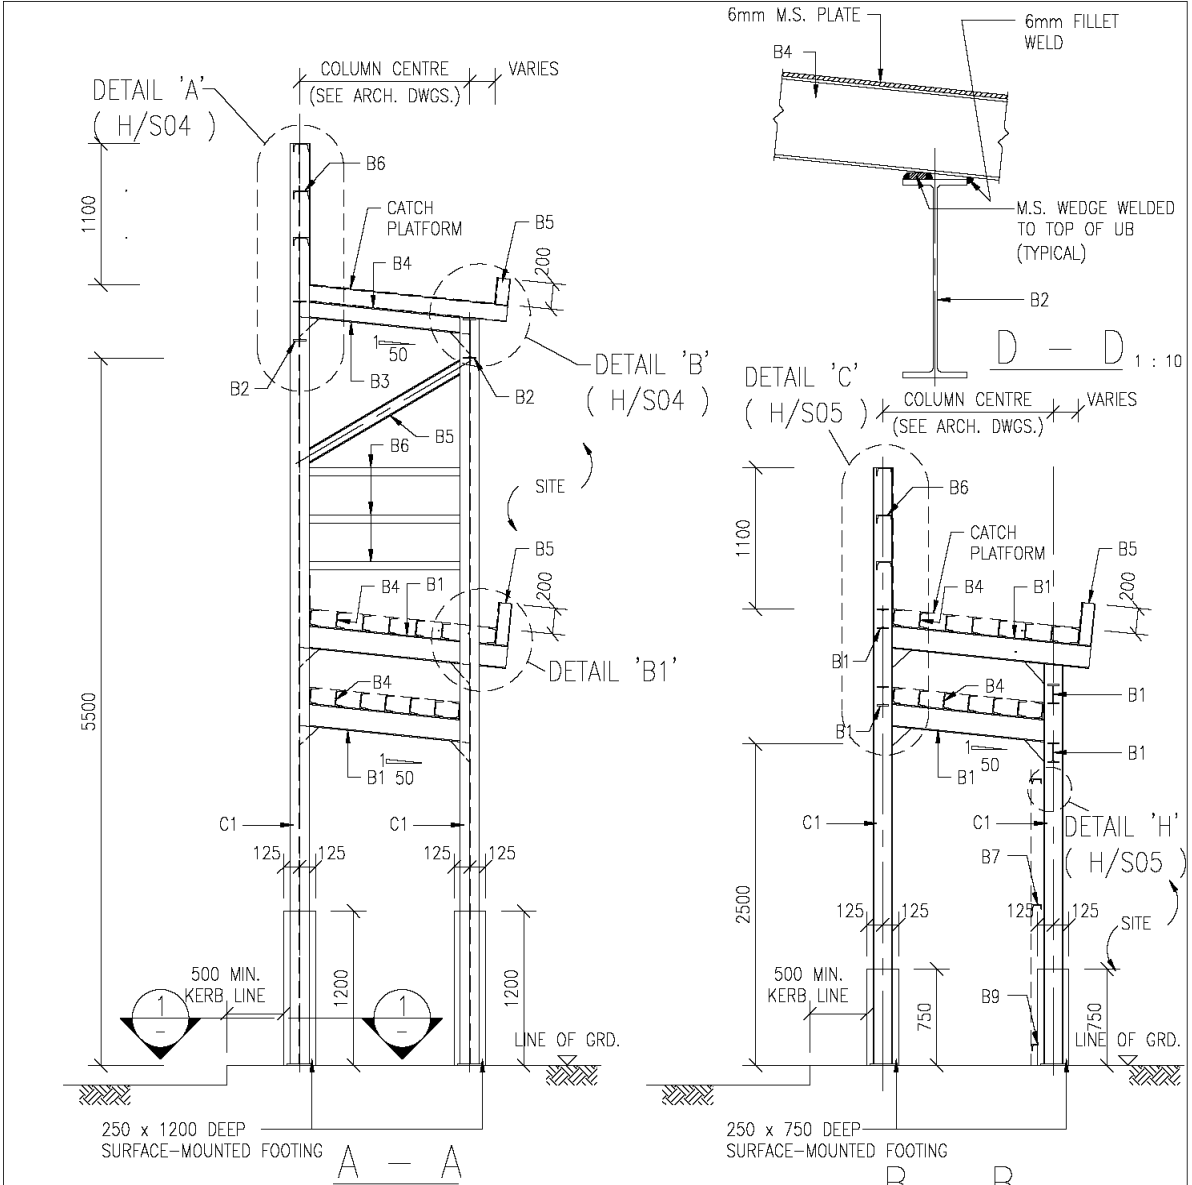 6mm M.S. PLATE
6mm FILLET
WELD
B4
M.S. WEDGE WELDED
TO TOP OF UB
(TYPICAL)
B2
D - D 1 : 10
COLUMN CENTRE
VARIES
(SEE ARCH. DWGS.)
DETAIL 'A'
( H/S04 )
B6
1100
CATCH
PLATFORM
B5
B4
200
1
50
B2
B3
B2
DETAIL 'B'
( H/S04 )
B5
B6
SITE
B5
B4
B1
200
DETAIL 'B1'
B4
5500
1
50
B1
C1
C1
125
125
125
125
500 MIN.
KERB LINE
1200
1200
1
-
1
-
LINE OF GRD.
250 x 1200 DEEP
SURFACE-MOUNTED FOOTING
A - A
DETAIL 'C'
( H/S05 )
COLUMN CENTRE
VARIES
(SEE ARCH. DWGS.)
B6
1100
CATCH
PLATFORM
B5
B4
B1
200
B1
B4
B1
B1
1
50
B1
B1
C1
C1
DETAIL 'H'
( H/S05 )
B7
2500
125
125
125
125
SITE
500 MIN.
KERB LINE
750
B9
750
LINE OF GRD.
250 x 750 DEEP
SURFACE-MOUNTED FOOTING
B B